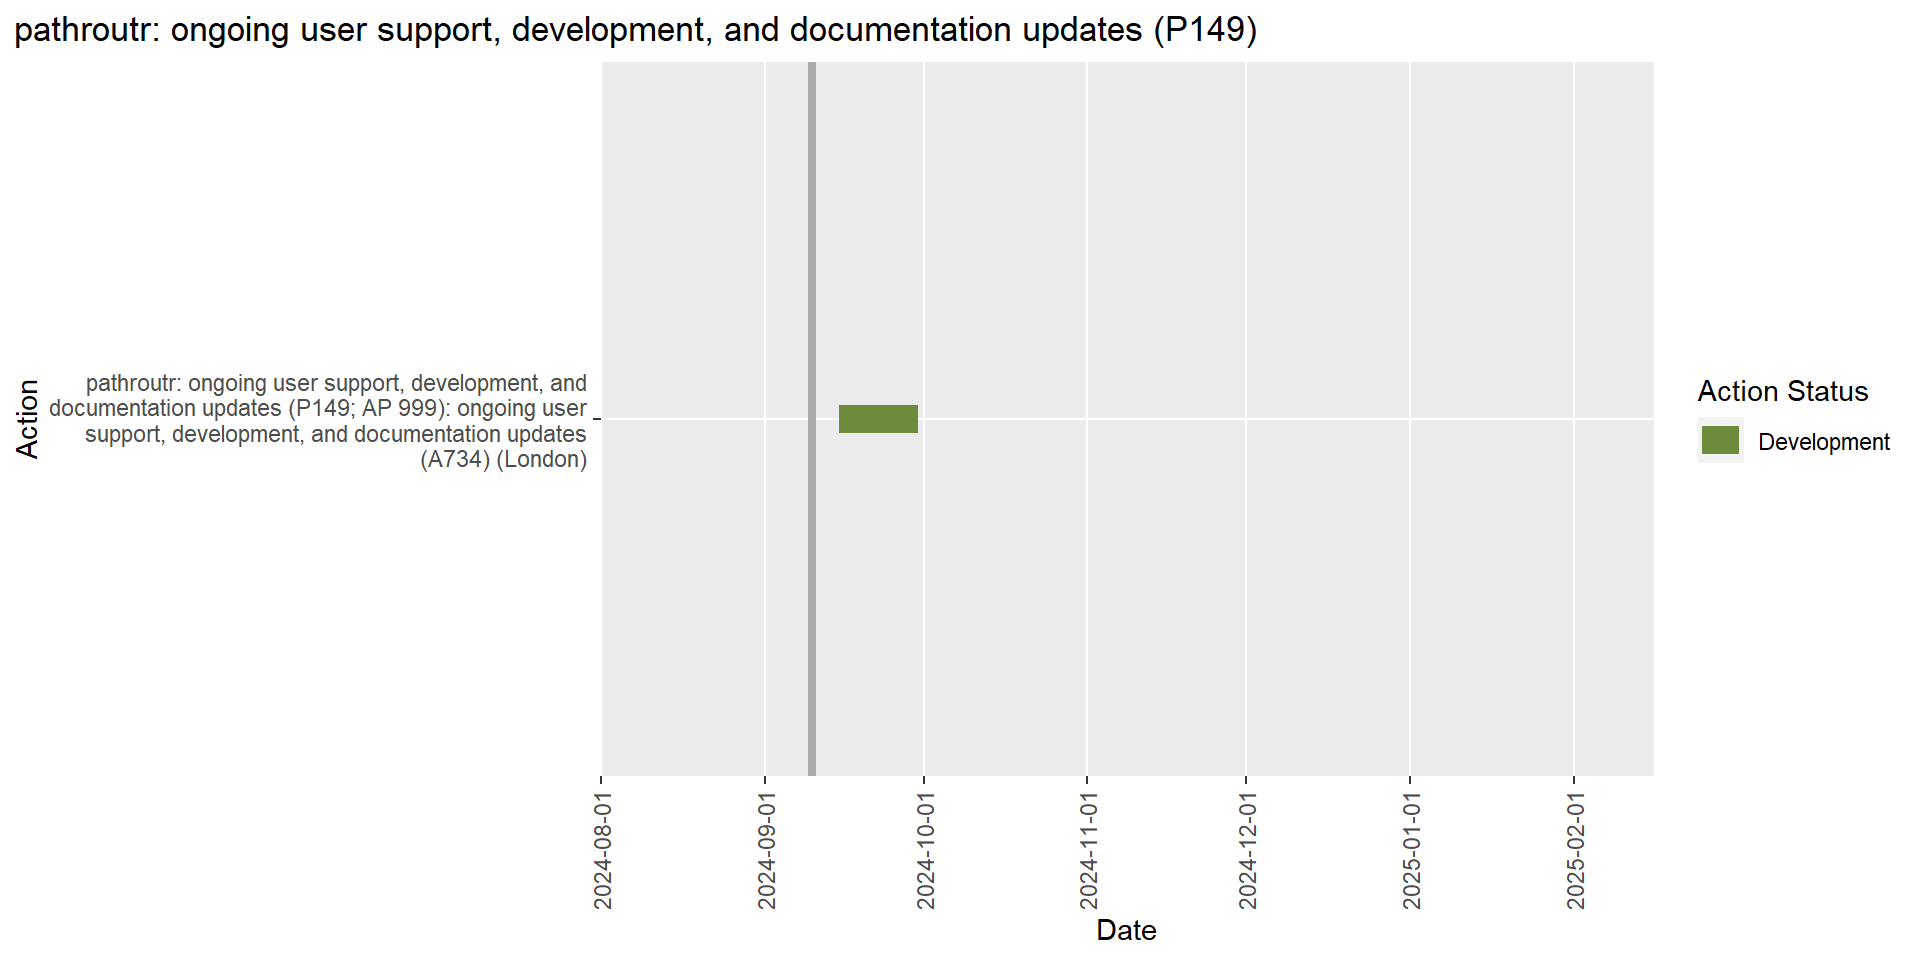 pathroutr: ongoing user support, development, and documentation updates (P149)
Action
pathroutr: ongoing user support, development, and
documentation updates (P149; AP 999): ongoing user
support, development, and documentation updates
(A734) (London)
Action Status
Development
2024-08-01
2024-09-01
2024-10-01
2024-11-01
2024-12-01
2025-01-01
2025-02-01
Date